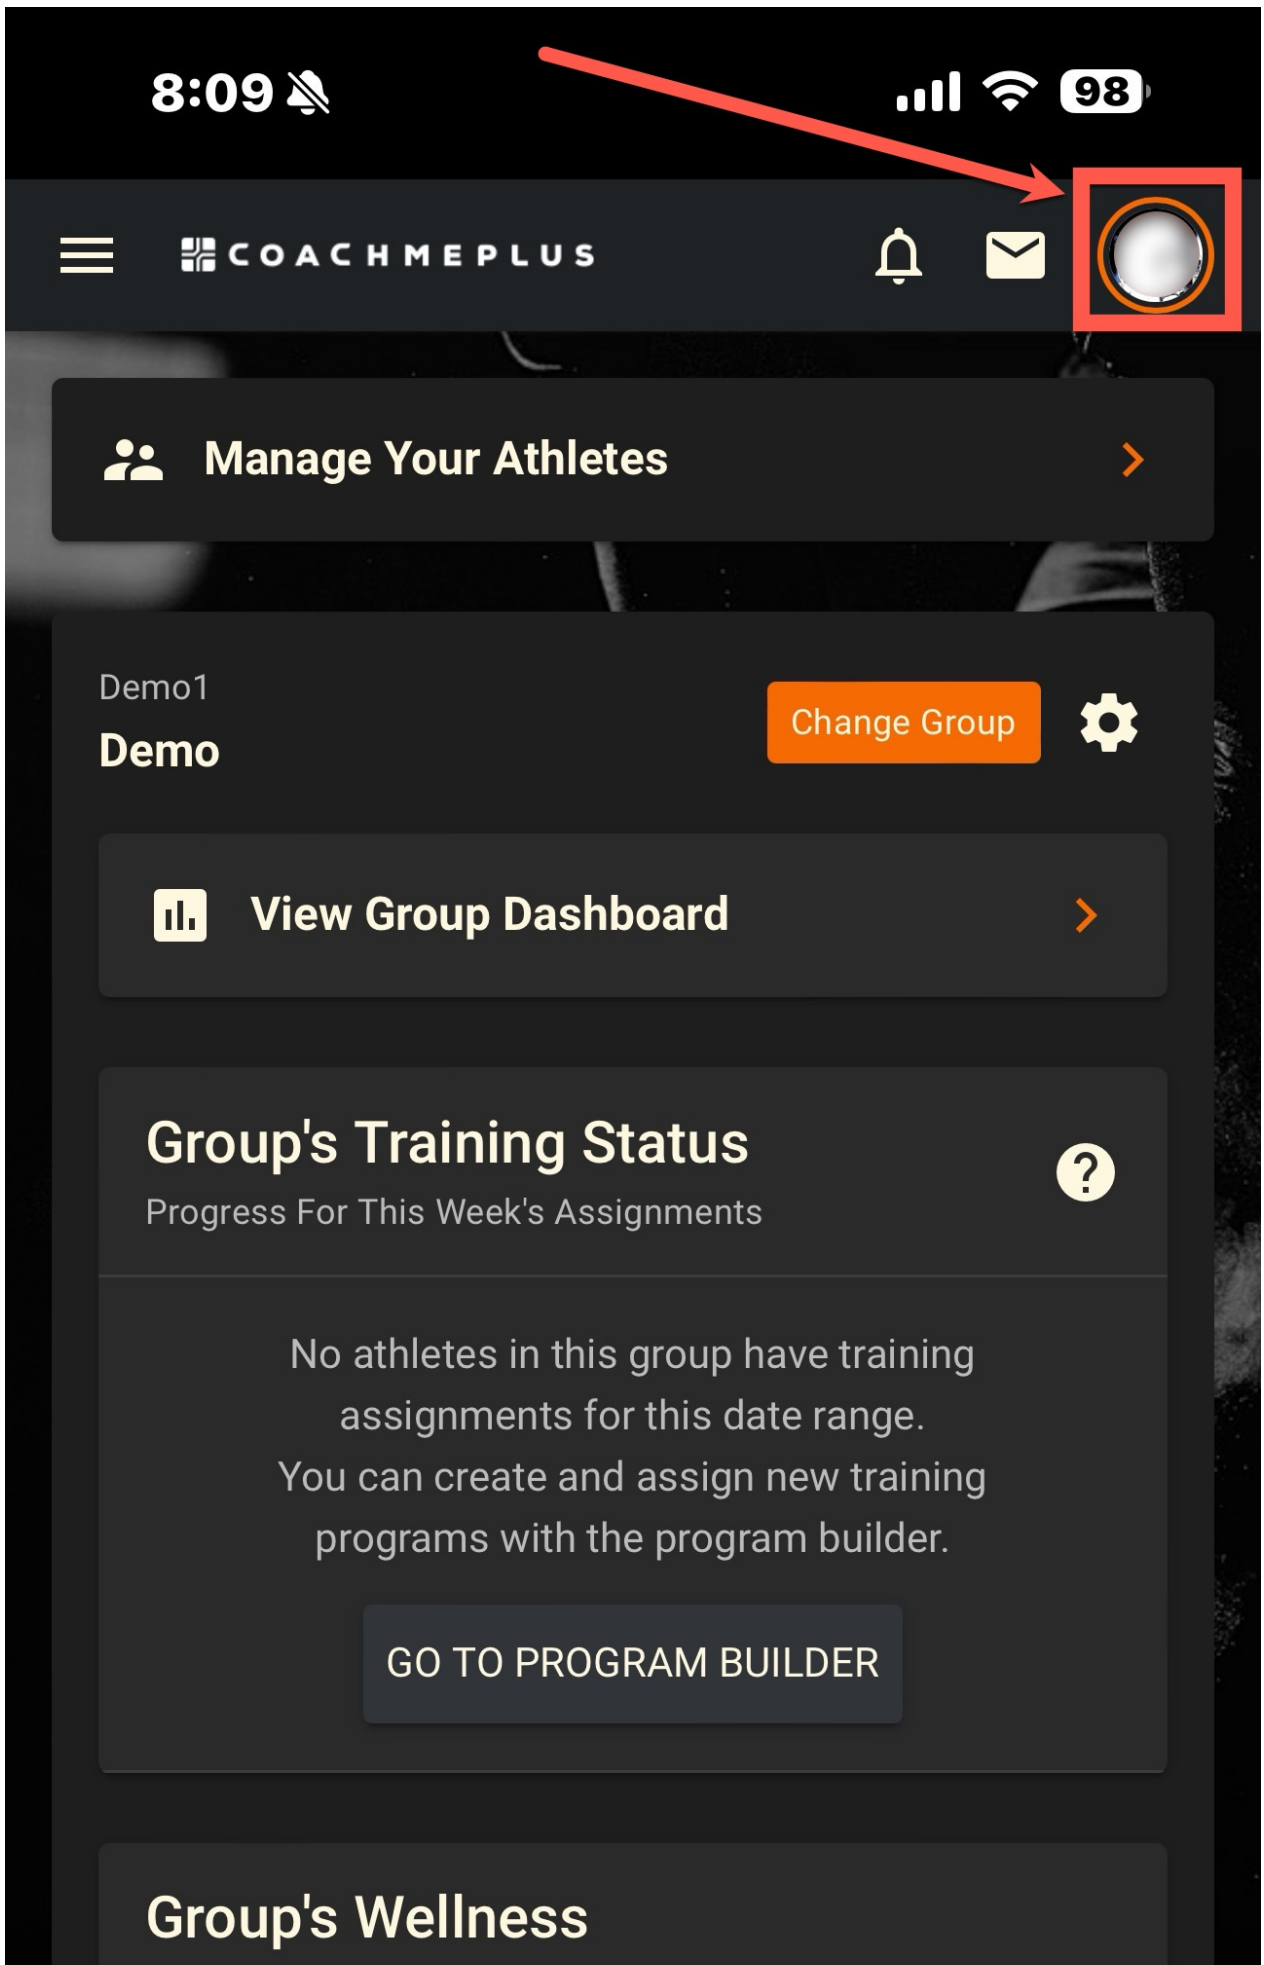 8:09
98
COACHMEPLUS
Manage Your Athletes
Demo1
Change Group
Demo
View Group Dashboard
Group's Training Status
Progress For This Week's Assignments
?
No athletes in this group have training
assignments for this date range.
You can create and assign new training
programs with the program builder.
GO TO PROGRAM BUILDER
Group's Wellness